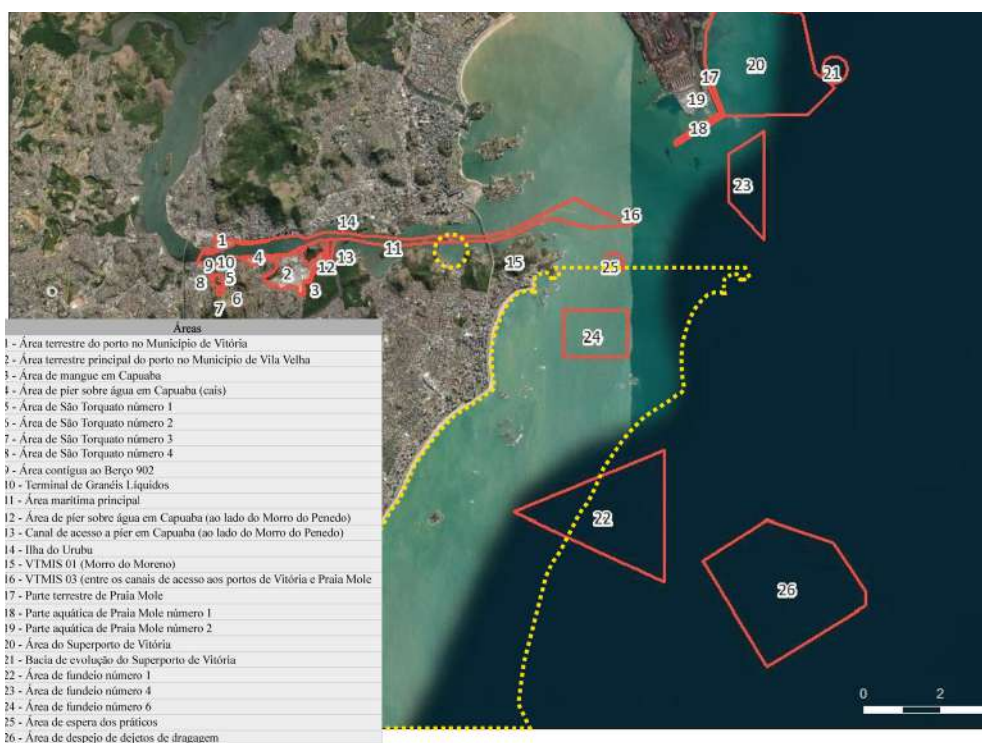 20
21
17
19
18
23
14
16
1
11
13
10
4
9
12
15
25
5
2
8
3
6
7
24
Áreas
1 - Área terrestre do porto no Município de Vitória
2 - Área terrestre principal do porto no Município de Vila Velha
3 - Área de mangue em Capuaba
4 - Área de píer sobre água em Capuaba (cais)
5 - Área de São Torquato número 1
6 - Área de São Torquato número 2
7 - Área de São Torquato número 3
8 - Área de São Torquato número 4
9 - Área contígua ao Berço 902
10 - Terminal de Granéis Líquidos
11 - Área marítima principal
12 - Área de píer sobre água em Capuaba (ao lado do Morro do Penedo)
13 - Canal de acesso a píer em Capuaba (ao lado do Morro do Penedo)
14 - Ilha do Urubu
15 - VTMIS 01 (Morro do Moreno)
16 - VTMIS 03 (entre os canais de acesso aos portos de Vitória e Praia Mole
17 - Parte terrestre de Praia Mole
18 - Parte aquática de Praia Mole número 1
19 - Parte aquática de Praia Mole número 2
20 - Área do Superporto de Vitória
21 - Bacia de evolução do Superporto de Vitória
22 - Área de fundeio número 1
23 - Área de fundeio número 4
24 - Área de fundeio número 6
25 - Área de espera dos práticos
26 - Área de despejo de dejetos de dragagem
22
26
0 2